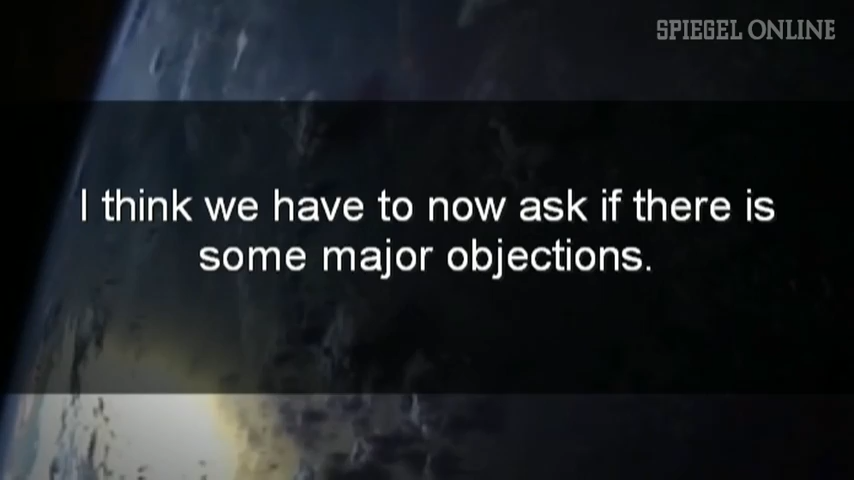 SPIEGEL ONLINE
I think we have to now ask if there is
some major objections.